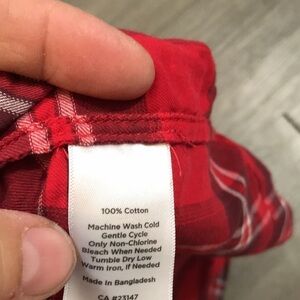 100% Cotton
Machine Wash Cold
Gentle Cycle
Only Non-Chlorine
Bleach When Needed
Tumble Dry Low
Warm Iron, if Needed
Made In Bangladesh
CA #23147